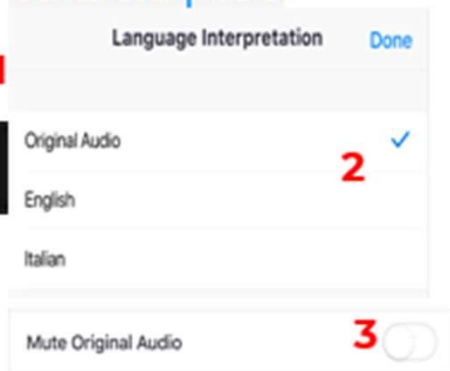 Language Interpretation Done
Original Audio
2
English
Italian
Mute Original Audio 3